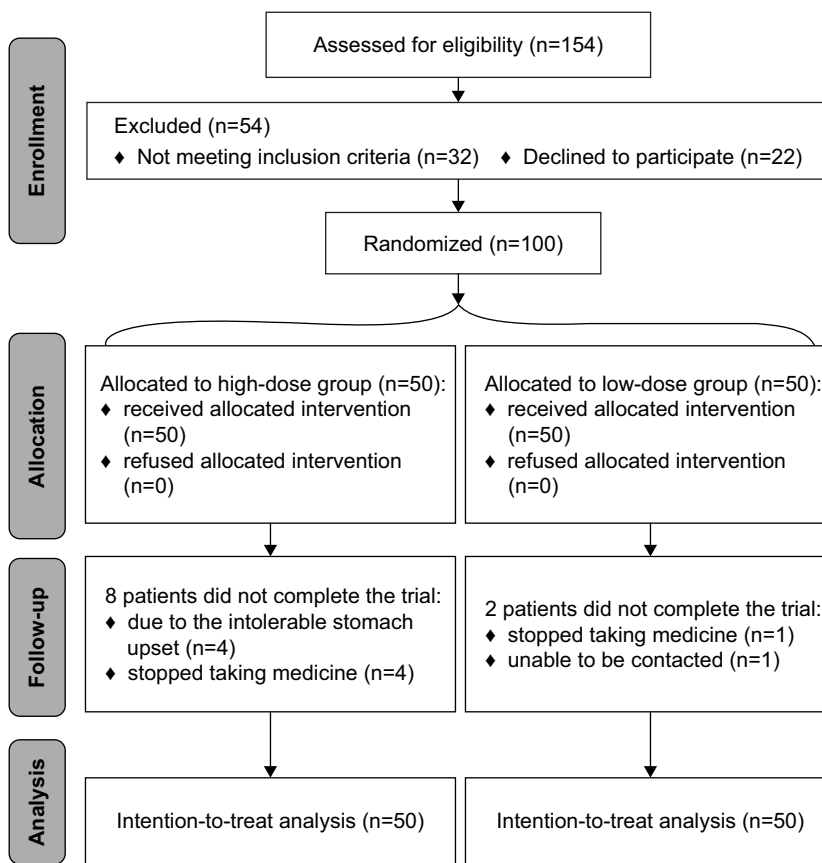 Enrollment
Assessed for eligibility (n=154)
Excluded (n=54)
♦ Not meeting inclusion criteria (n=32) ♦ Declined to participate (n=22)
Randomized (n=100)
Allocation
Allocated to high-dose group (n=50):
♦ received allocated intervention
(n=50)
♦ refused allocated intervention
(n=0)
Allocated to low-dose group (n=50):
♦ received allocated intervention
(n=50)
♦ refused allocated intervention
(n=0)
Follow-up
8 patients did not complete the trial:
♦ due to the intolerable stomach
upset (n=4)
♦ stopped taking medicine (n=4)
2 patients did not complete the trial:
♦ stopped taking medicine (n=1)
♦ unable to be contacted (n=1)
Analysis
Intention-to-treat analysis (n=50)
Intention-to-treat analysis (n=50)